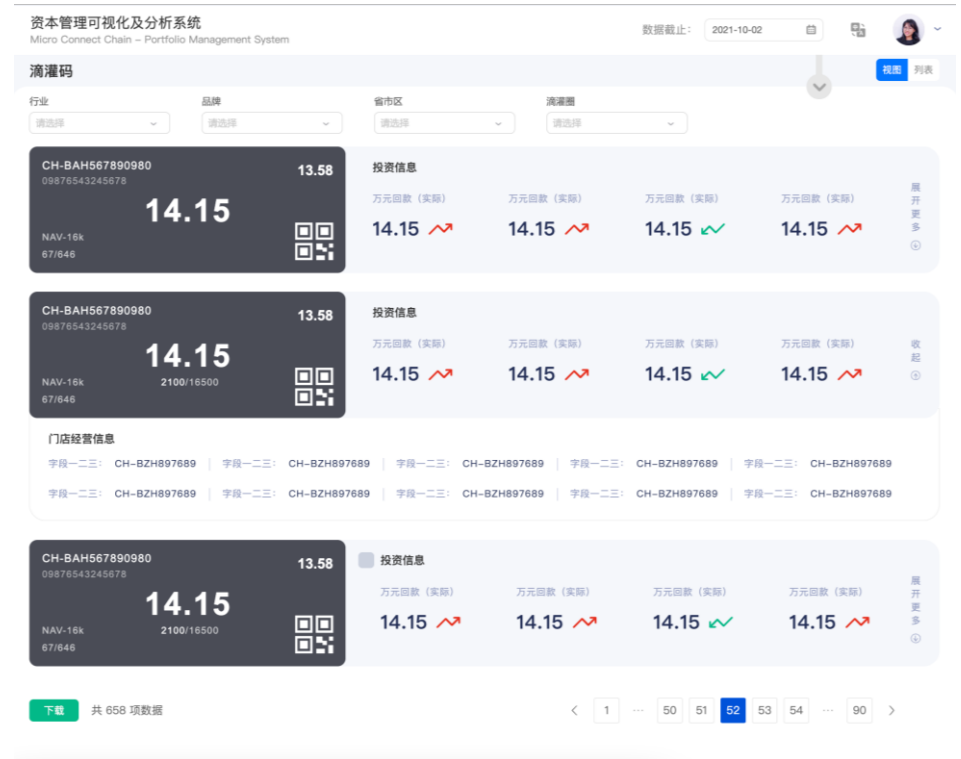 资本管理可视化及分析系统
Micro Connect Chain – Portfolio Management System
数据截止： 2021-10-02
滴灌码
视图 列表
行业 品牌 省市区 滴灌圈
请选择 请选择 请选择 请选择
CH-BAH567890980 13.58
09876543245678
14.15
NAV-16k
67/646
投资信息
万元回款（实际） 万元回款（实际） 万元回款（实际） 万元回款（实际）
14.15 14.15 14.15 14.15
展开更多
CH-BAH567890980 13.58
09876543245678
14.15
NAV-16k 2100/16500
67/646
投资信息
万元回款（实际） 万元回款（实际） 万元回款（实际） 万元回款（实际）
14.15 14.15 14.15 14.15
收起
门店经营信息
字段一二三： CH-BZH897689 字段一二三： CH-BZH897689 字段一二三： CH-BZH897689 字段一二三： CH-BZH897689 字段一二三： CH-BZH897689
字段一二三： CH-BZH897689 字段一二三： CH-BZH897689 字段一二三： CH-BZH897689 字段一二三： CH-BZH897689 字段一二三： CH-BZH897689
CH-BAH567890980 13.58
09876543245678
14.15
NAV-16k 2100/16500
67/646
投资信息
万元回款（实际） 万元回款（实际） 万元回款（实际） 万元回款（实际）
14.15 14.15 14.15 14.15
展开更多
下载 共 658 项数据
1 ··· 50 51 52 53 54 ··· 90